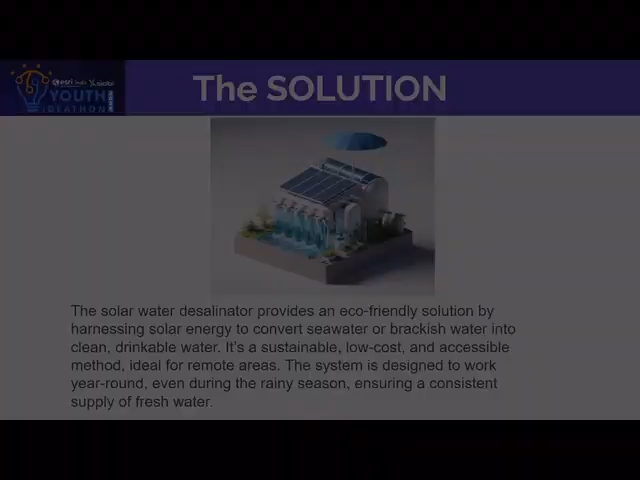 The SOLUTION
esri
YOUTH
IDEATHON
The solar water desalinator provides an eco-friendly solution by
harnessing solar energy to convert seawater or brackish water into
clean, drinkable water. It's a sustainable, low-cost, and accessible
method, ideal for remote areas. The system is designed to work
year-round, even during the rainy season, ensuring a consistent
supply of fresh water.